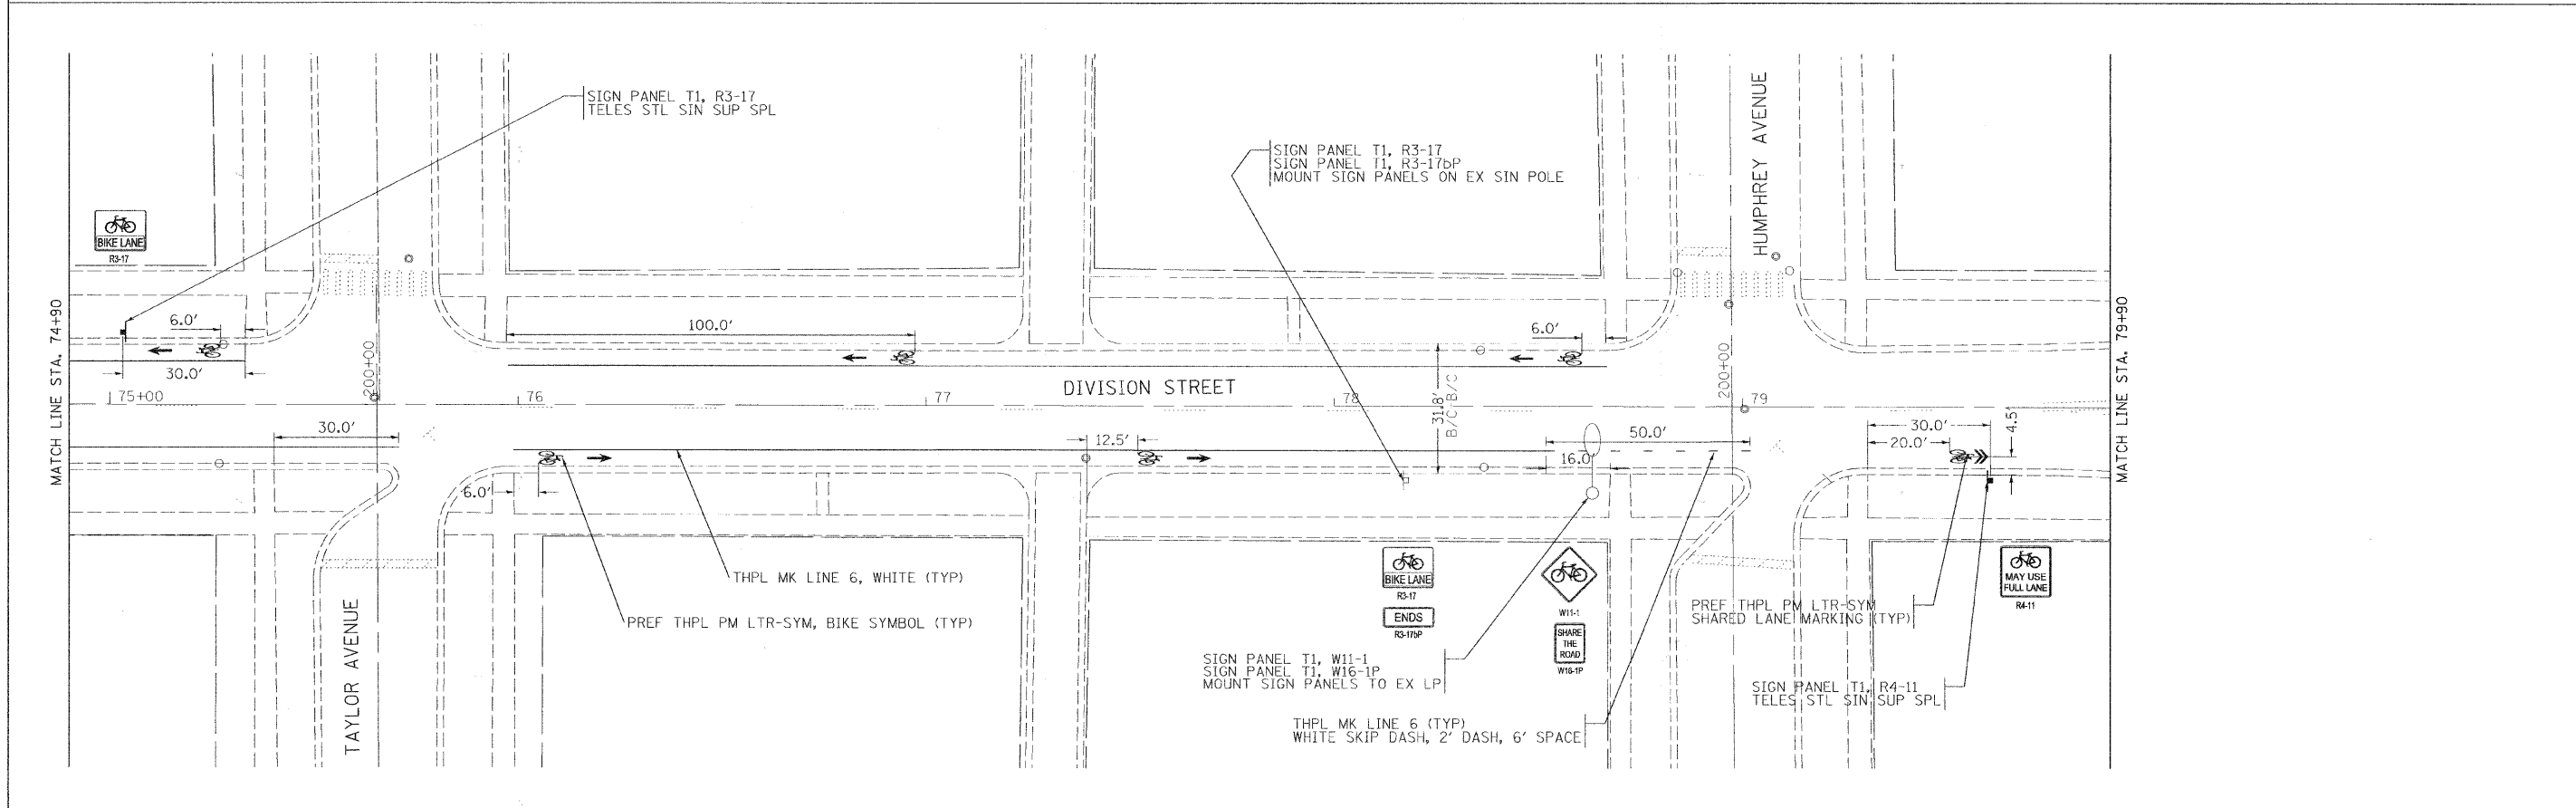 SIGN PANEL T1, R3-17
TELES STL SIN SUP SPL
SIGN PANEL T1, R3-17
SIGN PANEL T1, R3-17bP
MOUNT SIGN PANELS ON EX SIN POLE
HUMPHREY AVENUE
BIKE LANE
R3-17
MATCH LINE STA. 74+90
MATCH LINE STA. 79+90
6.0'
100.0'
6.0'
30.0'
200+00
200+00
DIVISION STREET
31.8'
B/C B/C
75+00
76
77
78
79
30.0'
12.5'
50.0'
30.0'
4.5'
20.0'
16.0'
6.0'
THPL MK LINE 6, WHITE (TYP)
PREF THPL PM LTR-SYM, BIKE SYMBOL (TYP)
TAYLOR AVENUE
BIKE LANE
R3-17
ENDS
R3-17bP
W11-1
SHARE
THE
ROAD
W16-1P
MAY USE
FULL LANE
R4-11
PREF THPL PM LTR-SYM
SHARED LANE MARKING (TYP)
SIGN PANEL T1, W11-1
SIGN PANEL T1, W16-1P
MOUNT SIGN PANELS TO EX LP
SIGN PANEL T1, R4-11
TELES STL SIN SUP SPL
THPL MK LINE 6 (TYP)
WHITE SKIP DASH, 2' DASH, 6' SPACE